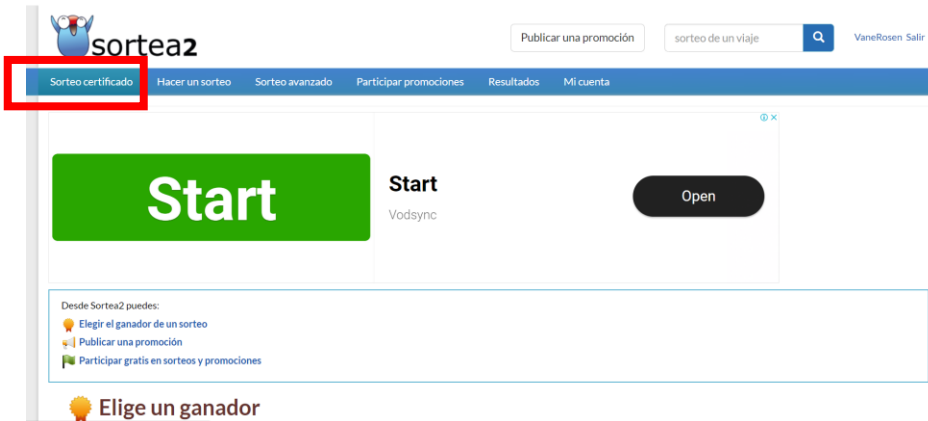 sortea2
Publicar una promoción
sorteo de un viaje
VaneRosen Salir
Sorteo certificado Hacer un sorteo Sorteo avanzado Participar promociones Resultados Mi cuenta
Start
Start
Vodsync
Open
Desde Sortea2 puedes:
Elegir el ganador de un sorteo
Publicar una promoción
Participar gratis en sorteos y promociones
Elige un ganador